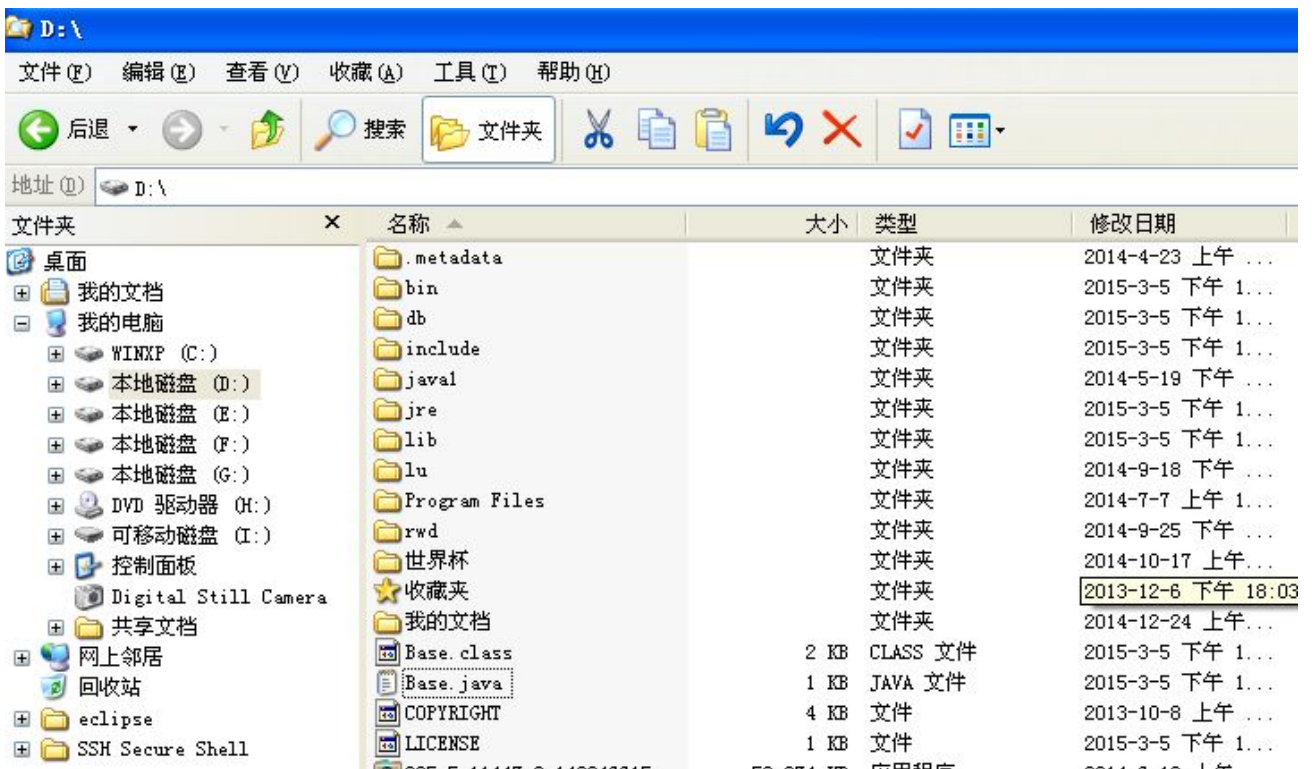 D:\
文件(F) 编辑(E) 查看(V) 收藏(A) 工具(T) 帮助(H)
后退 搜索 文件夹
地址(D) D:\
文件夹 × 名称 大小 类型 修改日期
桌面 .metadata 文件夹 2014-4-23 上午 ...
我的文档 bin 文件夹 2015-3-5 下午 1...
我的电脑 db 文件夹 2015-3-5 下午 1...
WINXP (C:) include 文件夹 2015-3-5 下午 1...
本地磁盘 (D:) java1 文件夹 2014-5-19 下午 ...
本地磁盘 (E:) jre 文件夹 2015-3-5 下午 1...
本地磁盘 (F:) lib 文件夹 2015-3-5 下午 1...
本地磁盘 (G:) lu 文件夹 2014-9-18 下午 ...
DVD 驱动器 (H:) Program Files 文件夹 2014-7-7 上午 1...
可移动磁盘 (I:) rwd 文件夹 2014-9-25 下午 ...
控制面板 世界杯 文件夹 2014-10-17 上午...
Digital Still Camera 收藏夹 文件夹 2013-12-6 下午 18:03
共享文档 我的文档 文件夹 2014-12-24 上午...
网上邻居 Base.class 2 KB CLASS 文件 2015-3-5 下午 1...
回收站 Base.java 1 KB JAVA 文件 2015-3-5 下午 1...
eclipse COPYRIGHT 4 KB 文件 2013-10-8 上午 ...
SSH Secure Shell LICENSE 1 KB 文件 2015-3-5 下午 1...